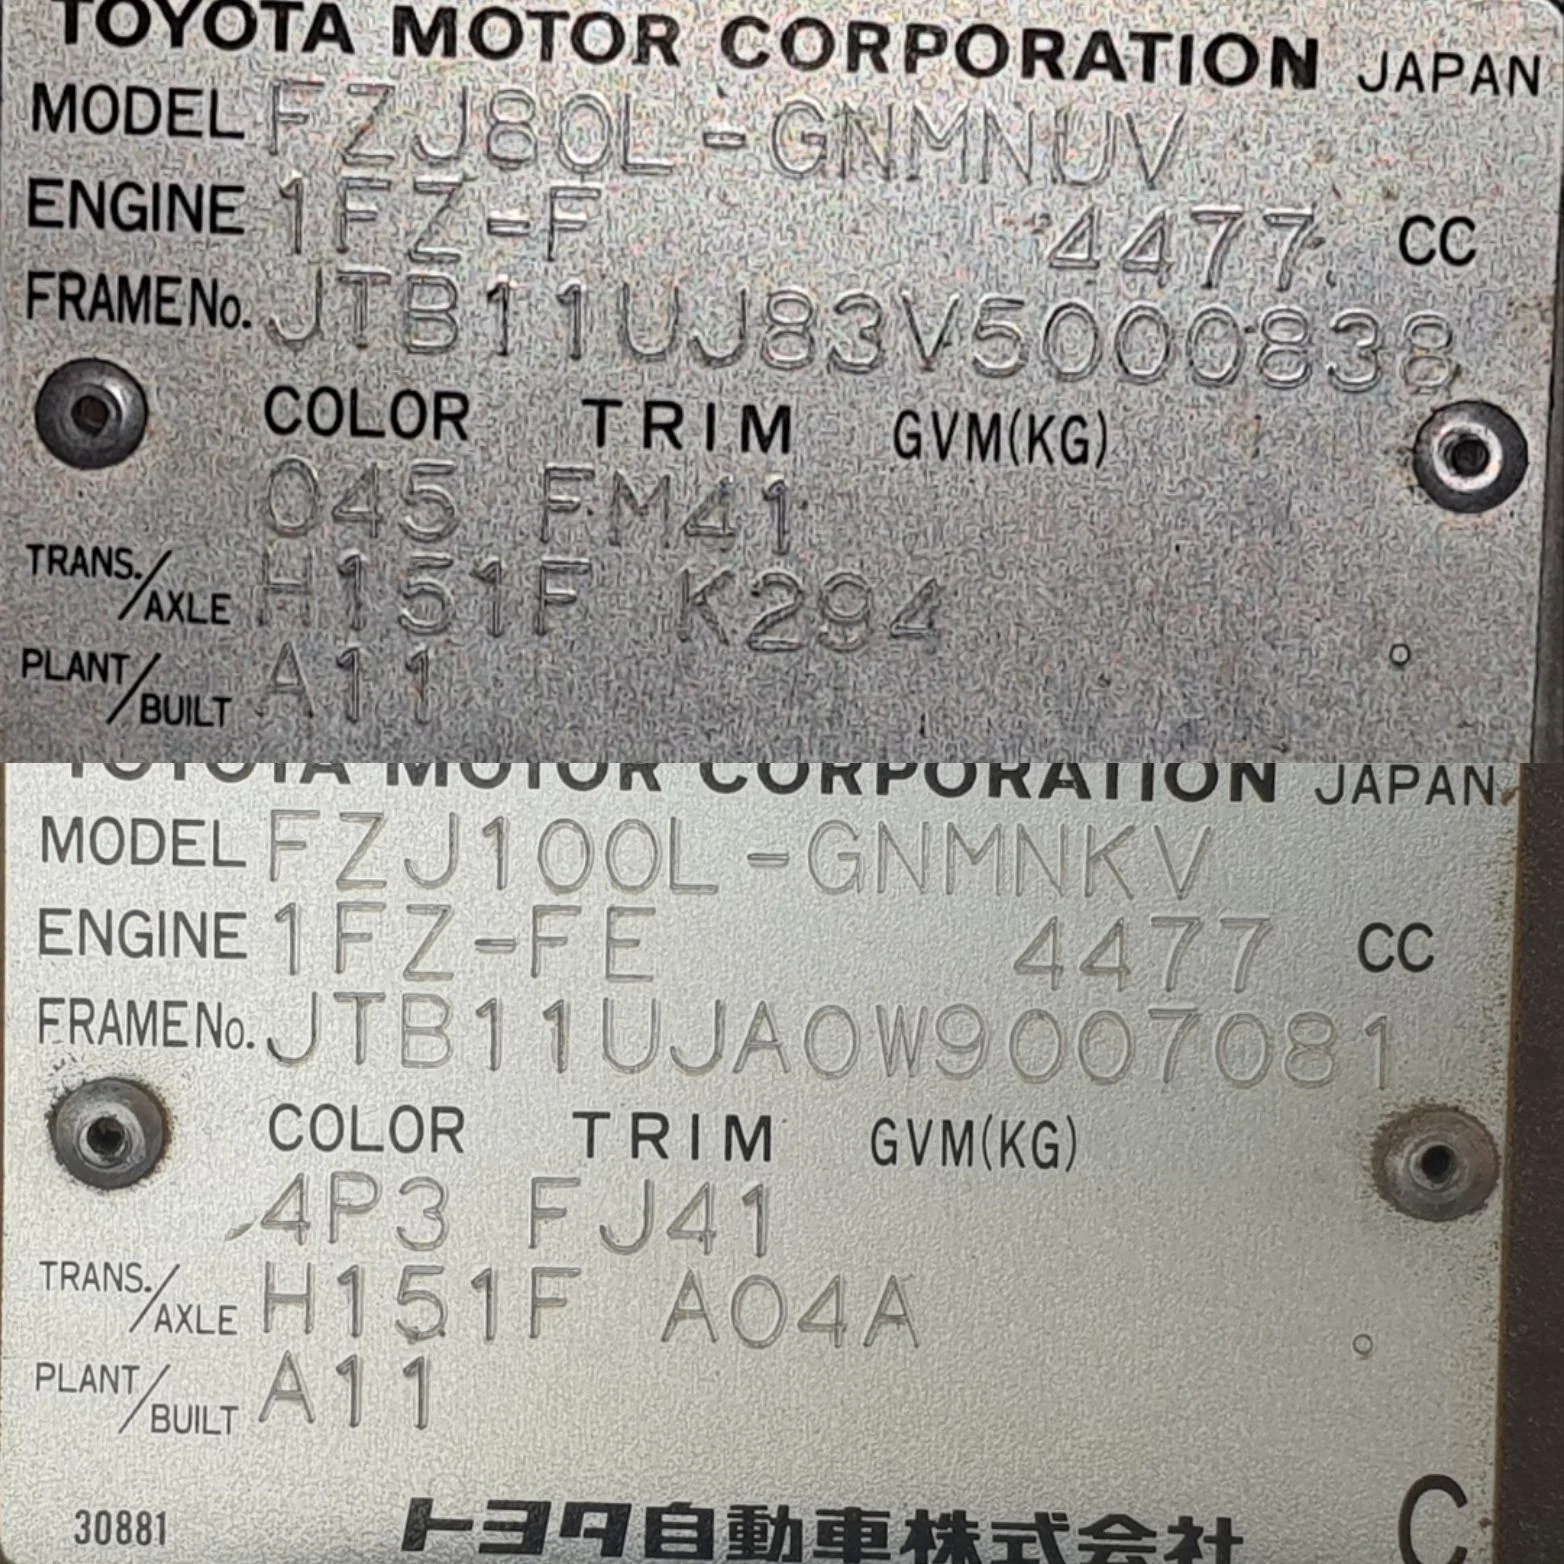 TOYOTA MOTOR CORPORATION JAPAN
MODEL FZJ80L-GNMNUV
ENGINE 1FZ-F 4477 CC
FRAME No. JTB11UJ83V5000838
COLOR TRIM GVM(KG)
045 FM41
TRANS./AXLE H151F K294
PLANT/BUILT A11
TOYOTA MOTOR CORPORATION JAPAN
MODEL FZJ100L-GNMNKV
ENGINE 1FZ-FE 4477 CC
FRAME No. JTB11UJA0W9007081
COLOR TRIM GVM(KG)
4P3 FJ41
TRANS./AXLE H151F A04A
PLANT/BUILT A11
30881 トヨタ自動車株式会社 C